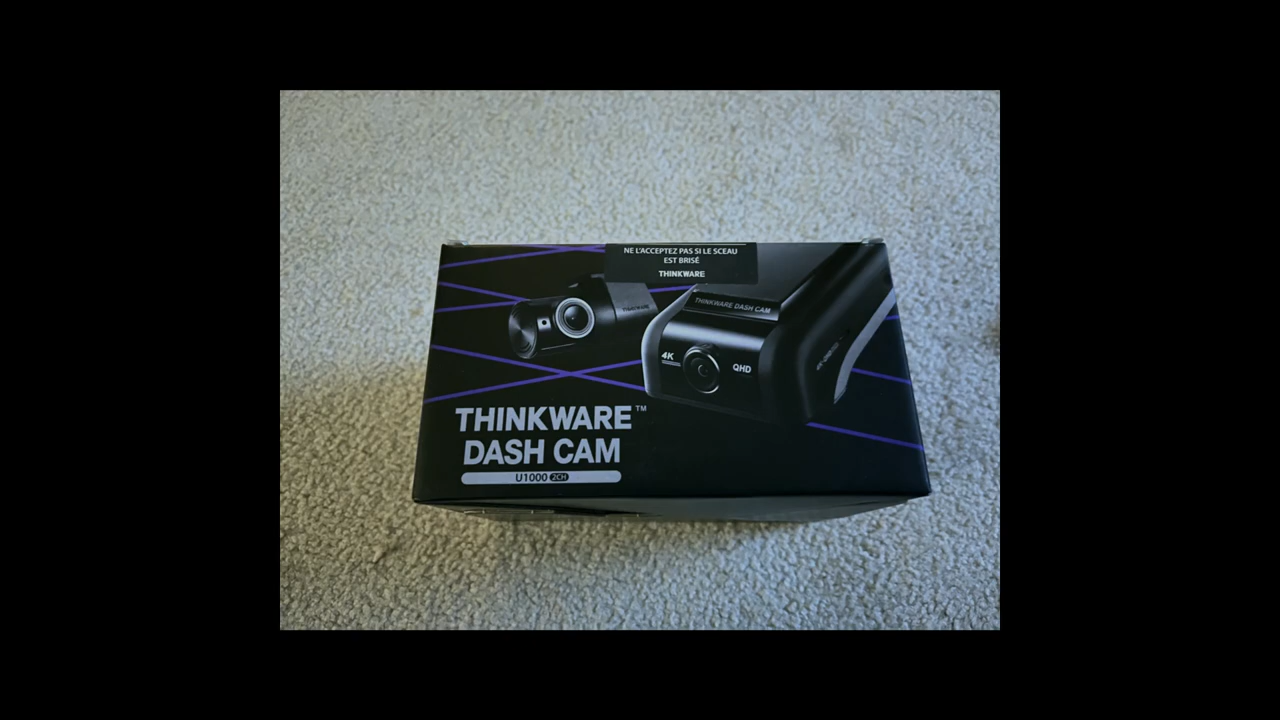 NE L'ACCEPTEZ PAS SI LE SCEAU
EST BRISÉ
THINKWARE
THINKWARE
THINKWARE DASH CAM
4K
QHD
THINKWARE™
DASH CAM
U1000 2CH